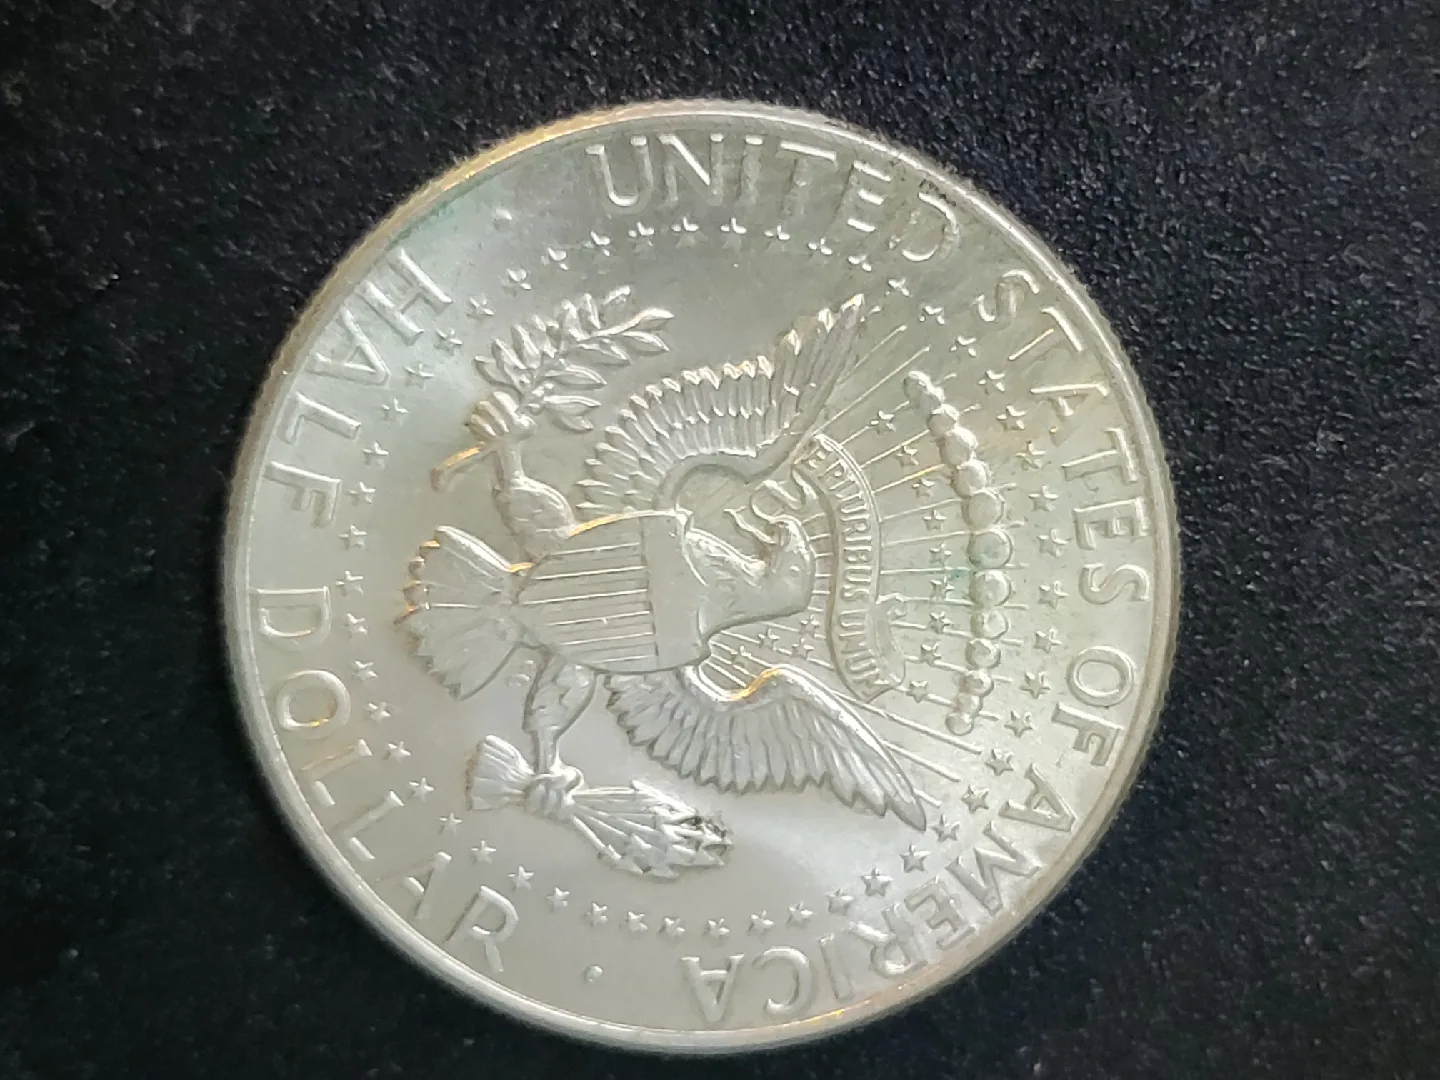 UNITED STATES OF AMERICA
E PLURIBUS UNUM
HALF DOLLAR